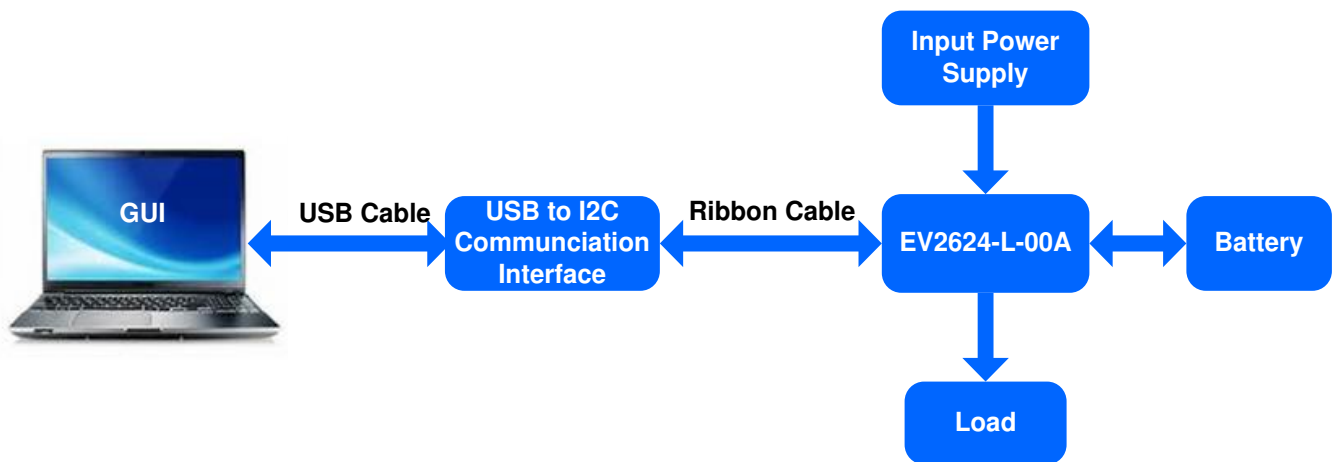 Input Power
Supply
GUI
USB Cable
USB to I2C
Communciation
Interface
Ribbon Cable
EV2624-L-00A
Battery
Load